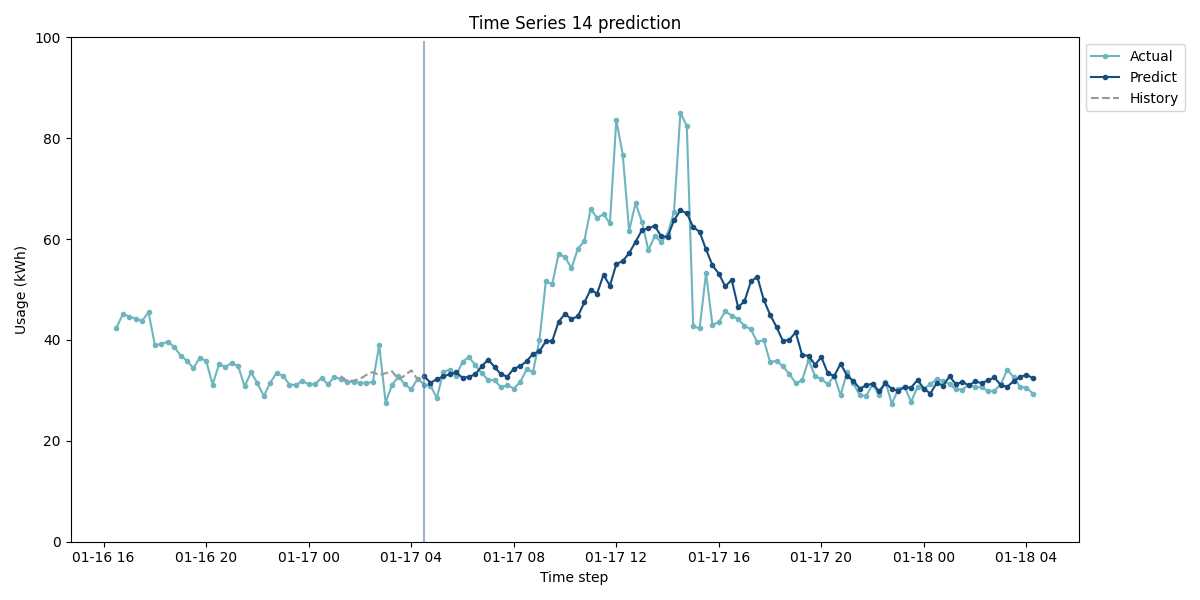 Time Series 14 prediction
100
80
60
40
20
0
Usage (kWh)
01-16 16
01-16 20
01-17 00
01-17 04
01-17 08
01-17 12
01-17 16
01-17 20
01-18 00
01-18 04
Time step
Actual
Predict
History